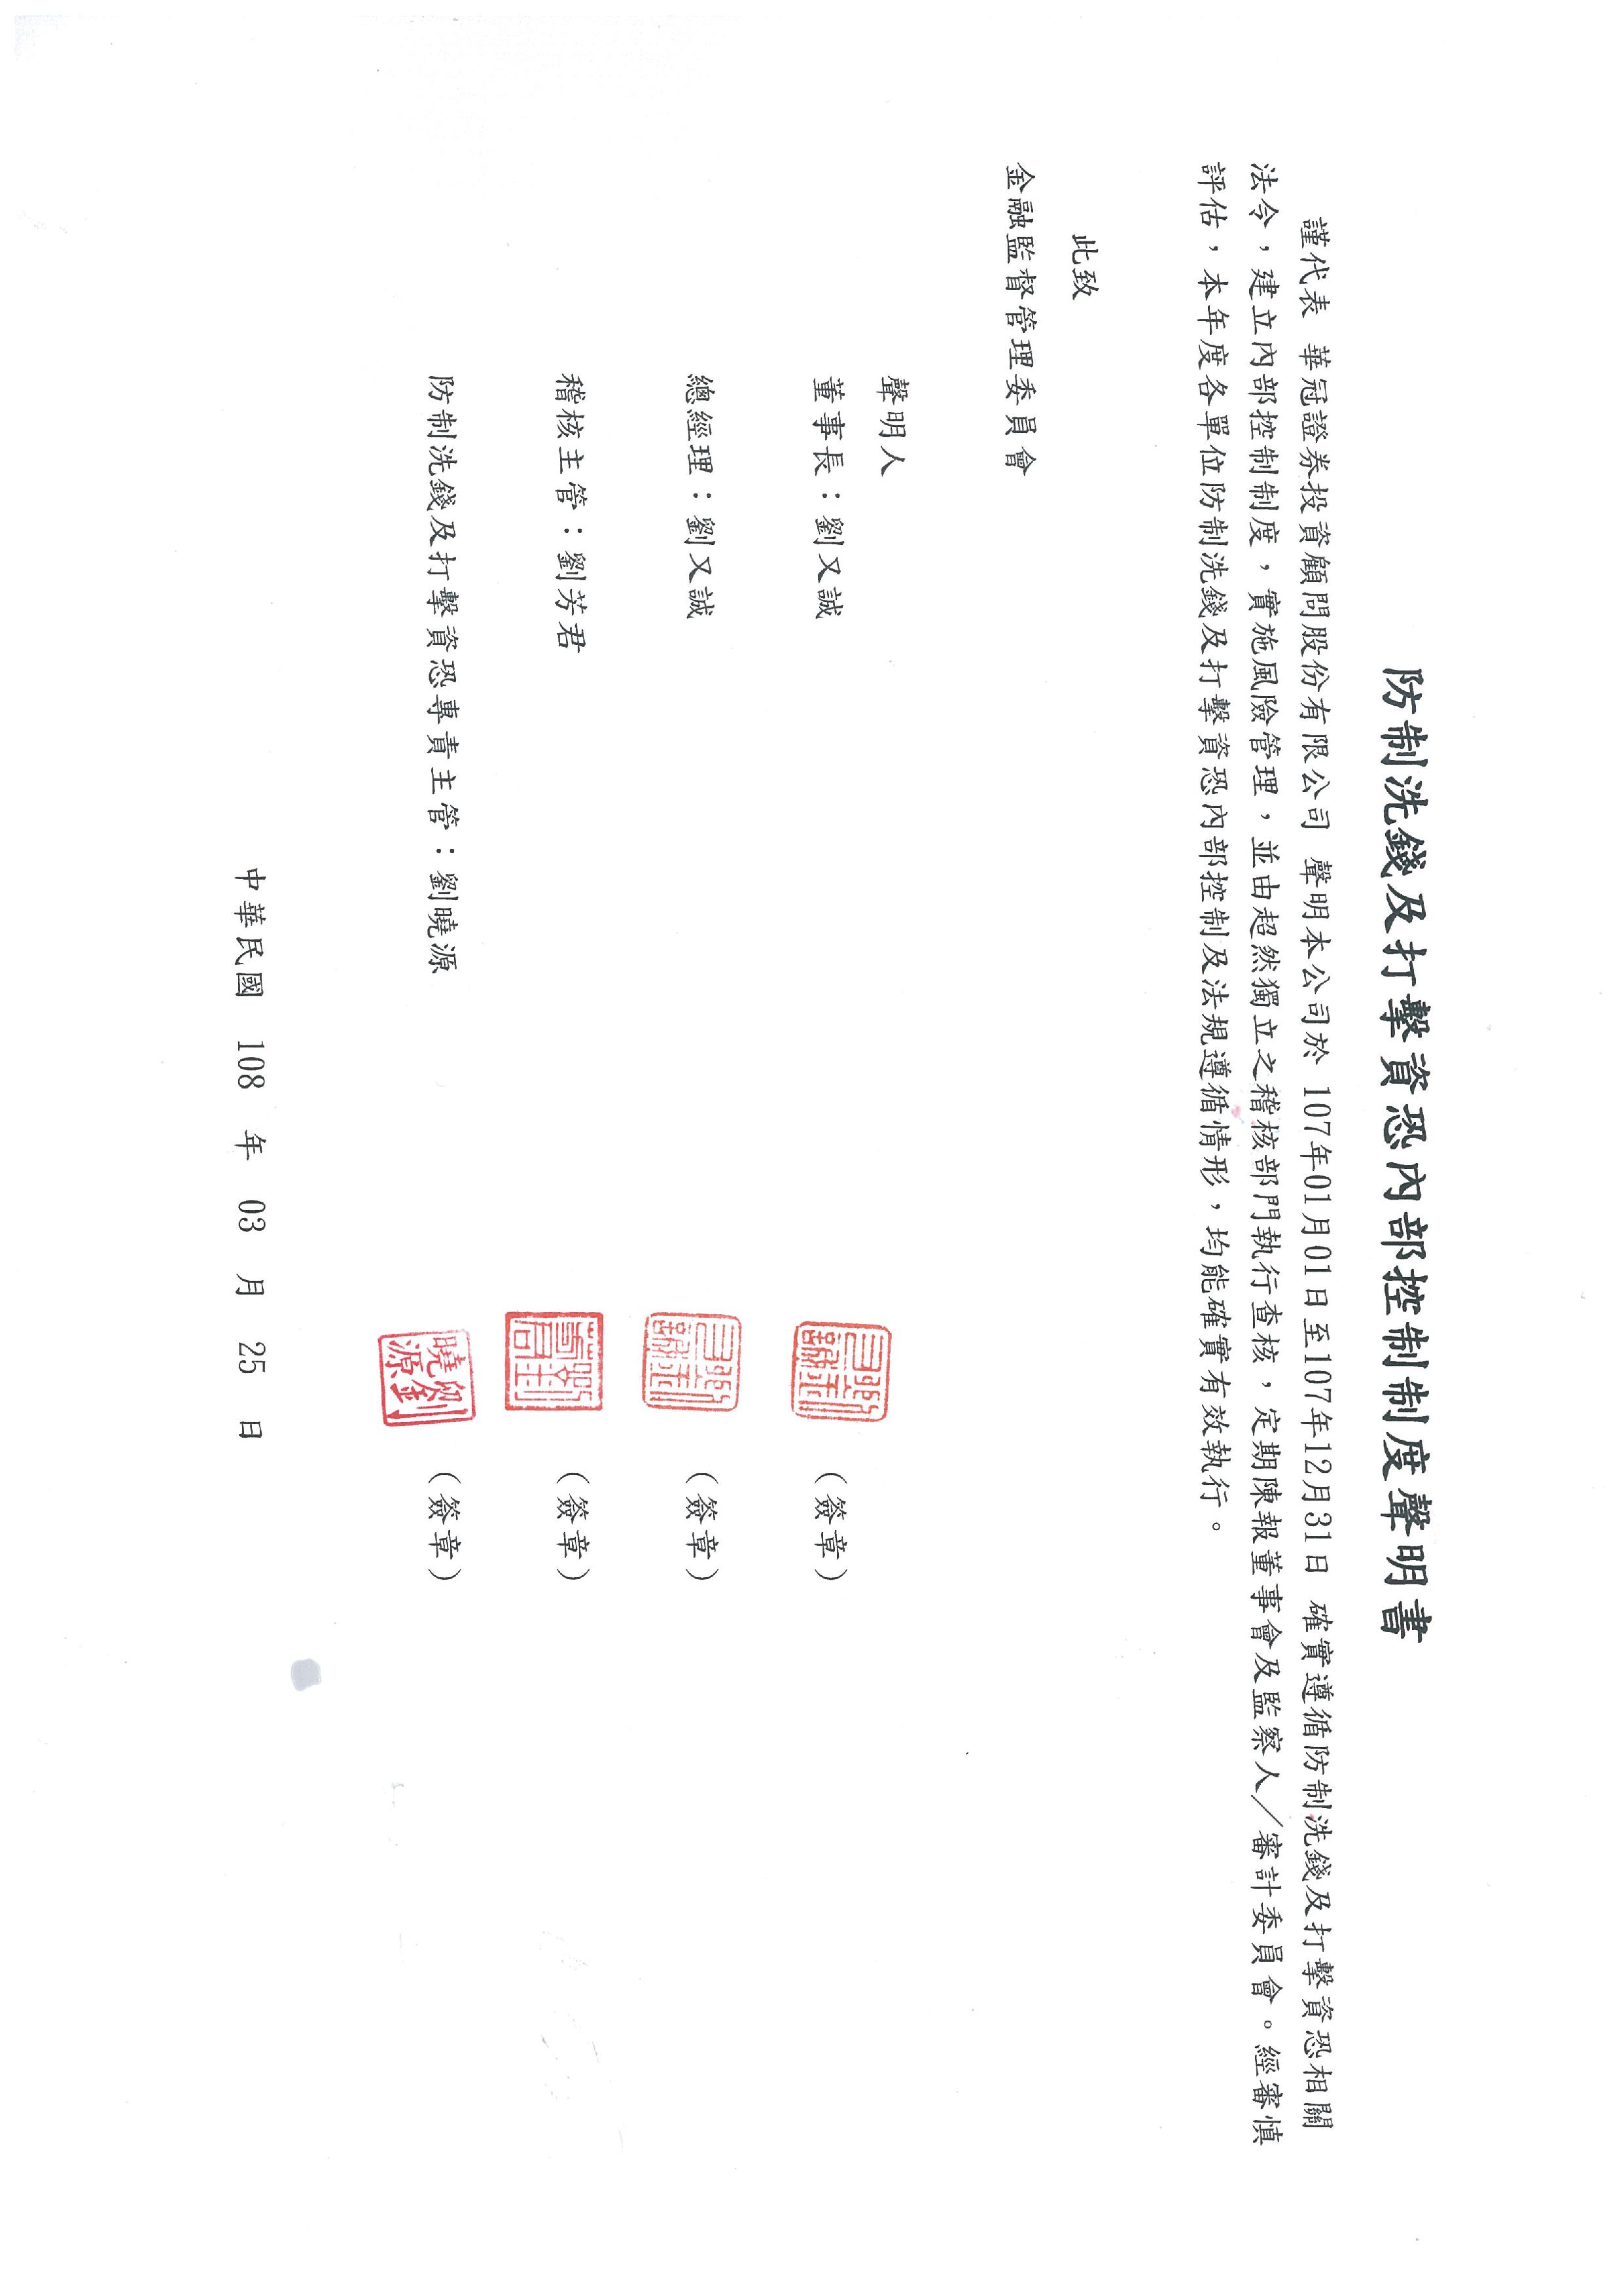 防制洗錢及打擊資恐內部控制制度聲明書
謹代表 華冠證券投資顧問股份有限公司 聲明本公司於 107年01月01日至107年12月31日 確實遵循防制洗錢及打擊資恐相關
法令，建立內部控制制度，實施風險管理，並由超然獨立之稽核部門執行查核，定期陳報董事會及監察人／審計委員會。經審慎
評估，本年度各單位防制洗錢及打擊資恐內部控制及法規遵循情形，均能確實有效執行。
此致
金融監督管理委員會
聲明人
董事長：劉又誠
劉又誠
（簽章）
總經理：劉又誠
劉又誠
（簽章）
稽核主管：劉芳君
劉芳君
（簽章）
防制洗錢及打擊資恐專責主管：劉曉源
劉曉源
（簽章）
中華民國 108 年 03 月 25 日